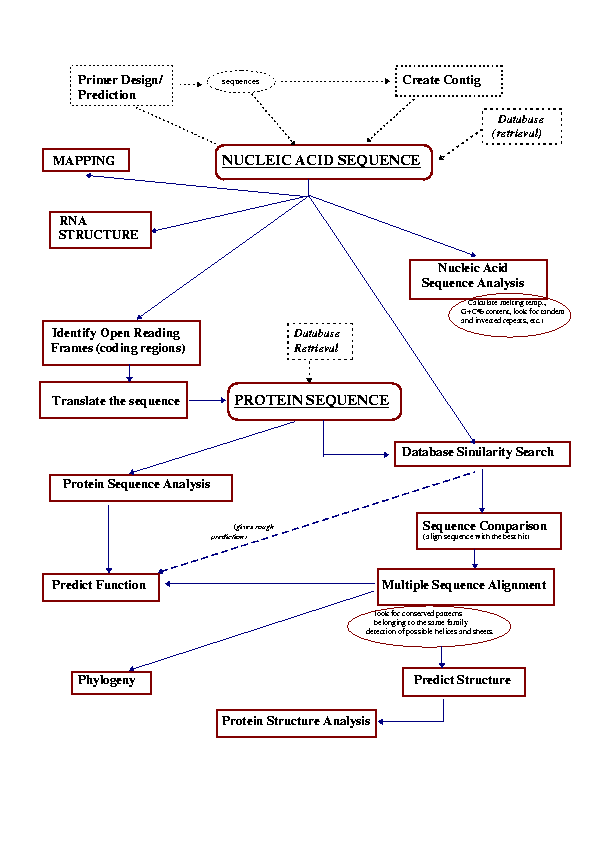 Primer Design/
Prediction
sequences
Create Contig
Database
(retrieval)
NUCLEIC ACID SEQUENCE
MAPPING
RNA
STRUCTURE
Nucleic Acid
Sequence Analysis
Calculate melting temp.,
G+C% content, look for tandem
and inverted repeats, etc.)
Identify Open Reading
Frames (coding regions)
Database
Retrieval
Translate the sequence
PROTEIN SEQUENCE
Database Similarity Search
Protein Sequence Analysis
(gives rough
prediction)
Sequence Comparison
(align sequence with the best hit)
Predict Function
Multiple Sequence Alignment
look for conserved patterns
belonging to the same family
detection of possible helices and sheets.
Phylogeny
Predict Structure
Protein Structure Analysis